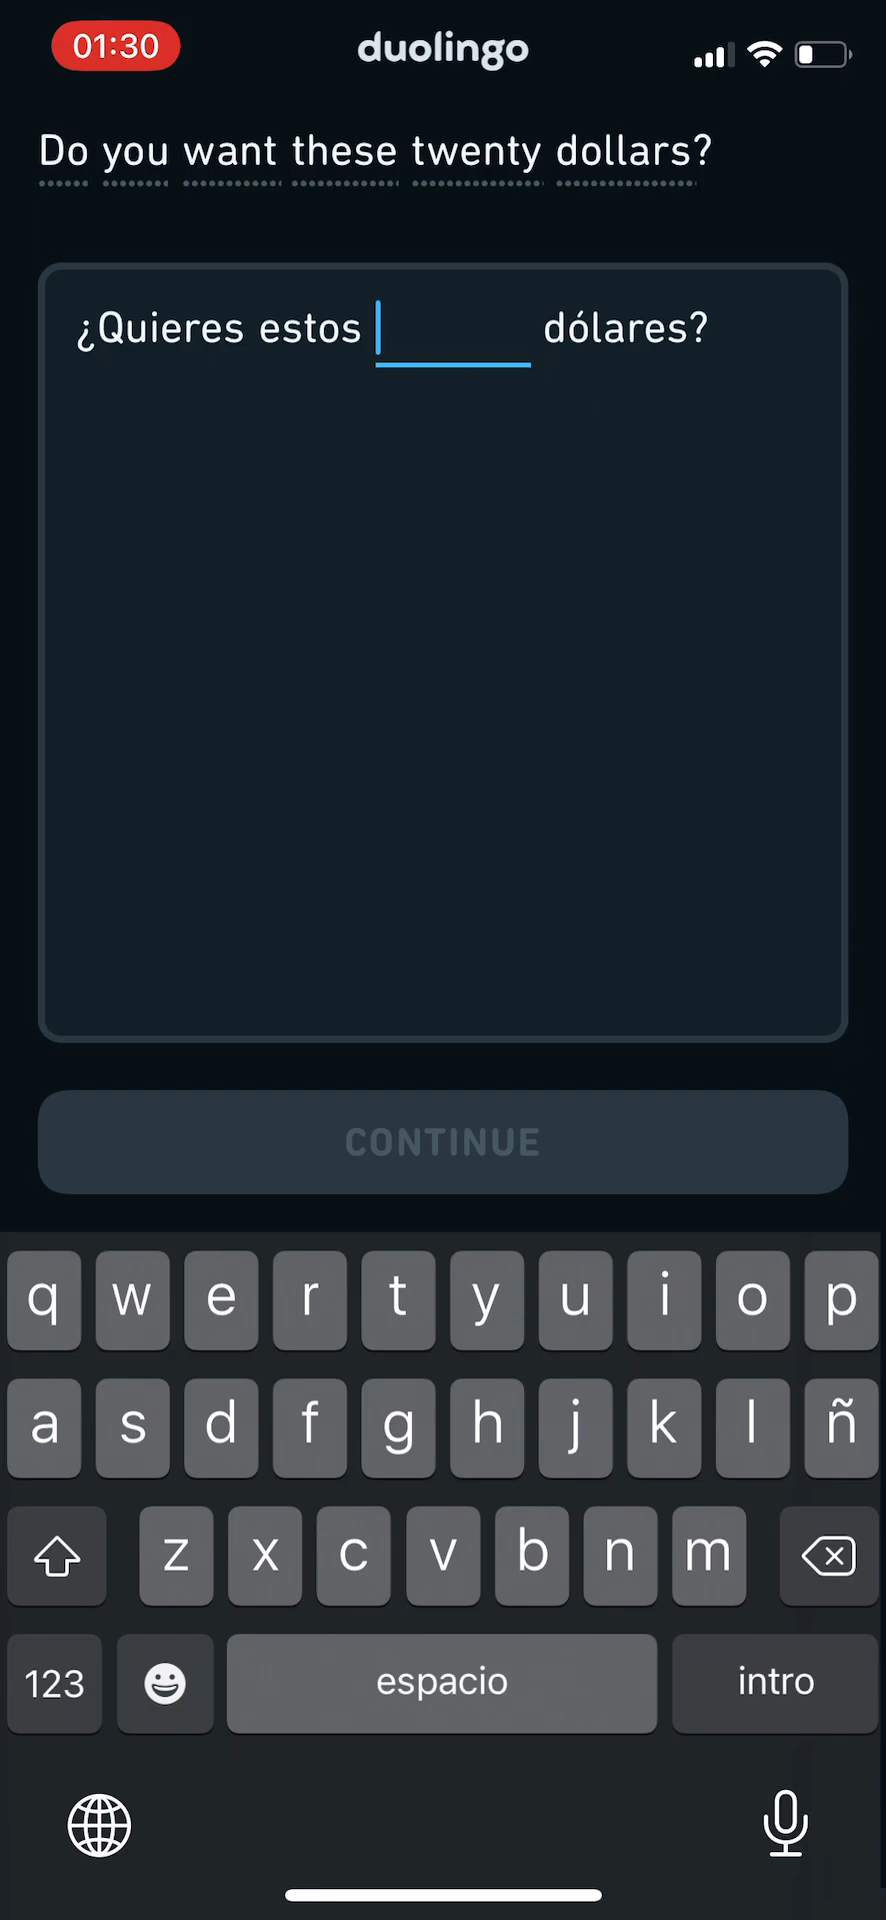 01:30 duolingo
Do you want these twenty dollars?
¿Quieres estos dólares?
CONTINUE
q w e r t y u i o p
a s d f g h j k l ñ
z x c v b n m
123 espacio intro